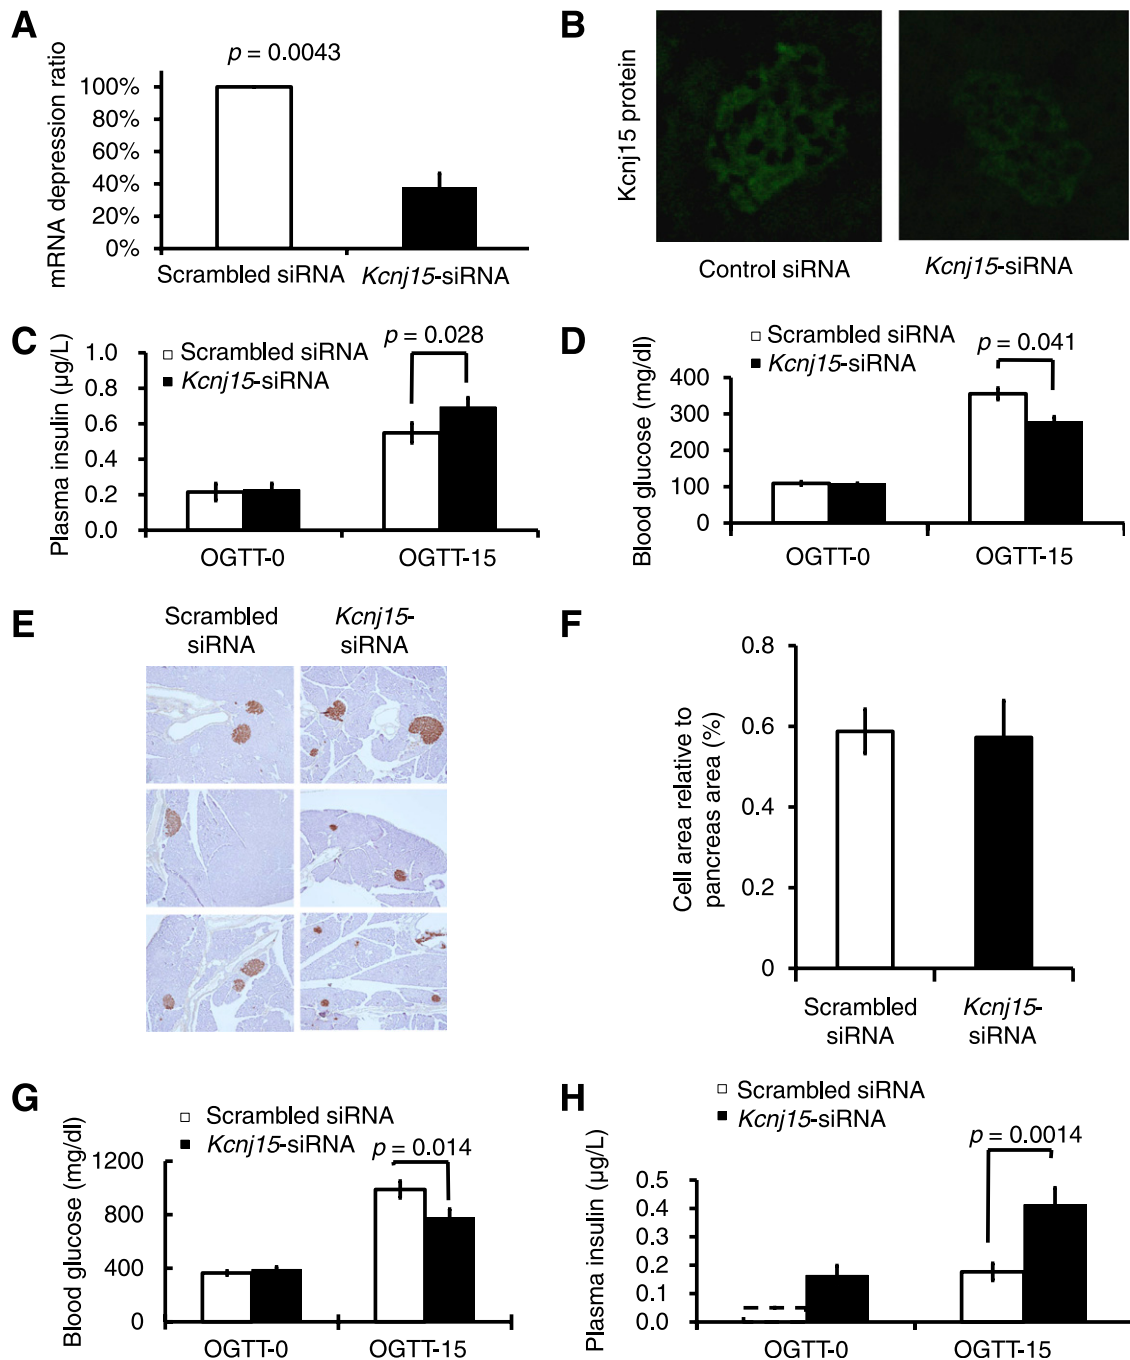 A
p = 0.0043
mRNA depression ratio
100%
80%
60%
40%
20%
0%
Scrambled siRNA
Kcnj15-siRNA
B
Kcnj15 protein
Control siRNA
Kcnj15-siRNA
C
Scrambled siRNA
Kcnj15-siRNA
p = 0.028
Plasma insulin (µg/L)
1.0
0.8
0.6
0.4
0.2
0.0
OGTT-0
OGTT-15
D
Scrambled siRNA
Kcnj15-siRNA
p = 0.041
Blood glucose (mg/dl)
400
300
200
100
0
OGTT-0
OGTT-15
E
Scrambled
siRNA
Kcnj15-
siRNA
F
Cell area relative to
pancreas area (%)
0.8
0.6
0.4
0.2
0
Scrambled
siRNA
Kcnj15-
siRNA
G
Scrambled siRNA
Kcnj15-siRNA
p = 0.014
Blood glucose (mg/dl)
1200
800
400
0
OGTT-0
OGTT-15
H
Scrambled siRNA
Kcnj15-siRNA
p = 0.0014
Plasma insulin (µg/L)
0.5
0.4
0.3
0.2
0.1
0.0
OGTT-0
OGTT-15